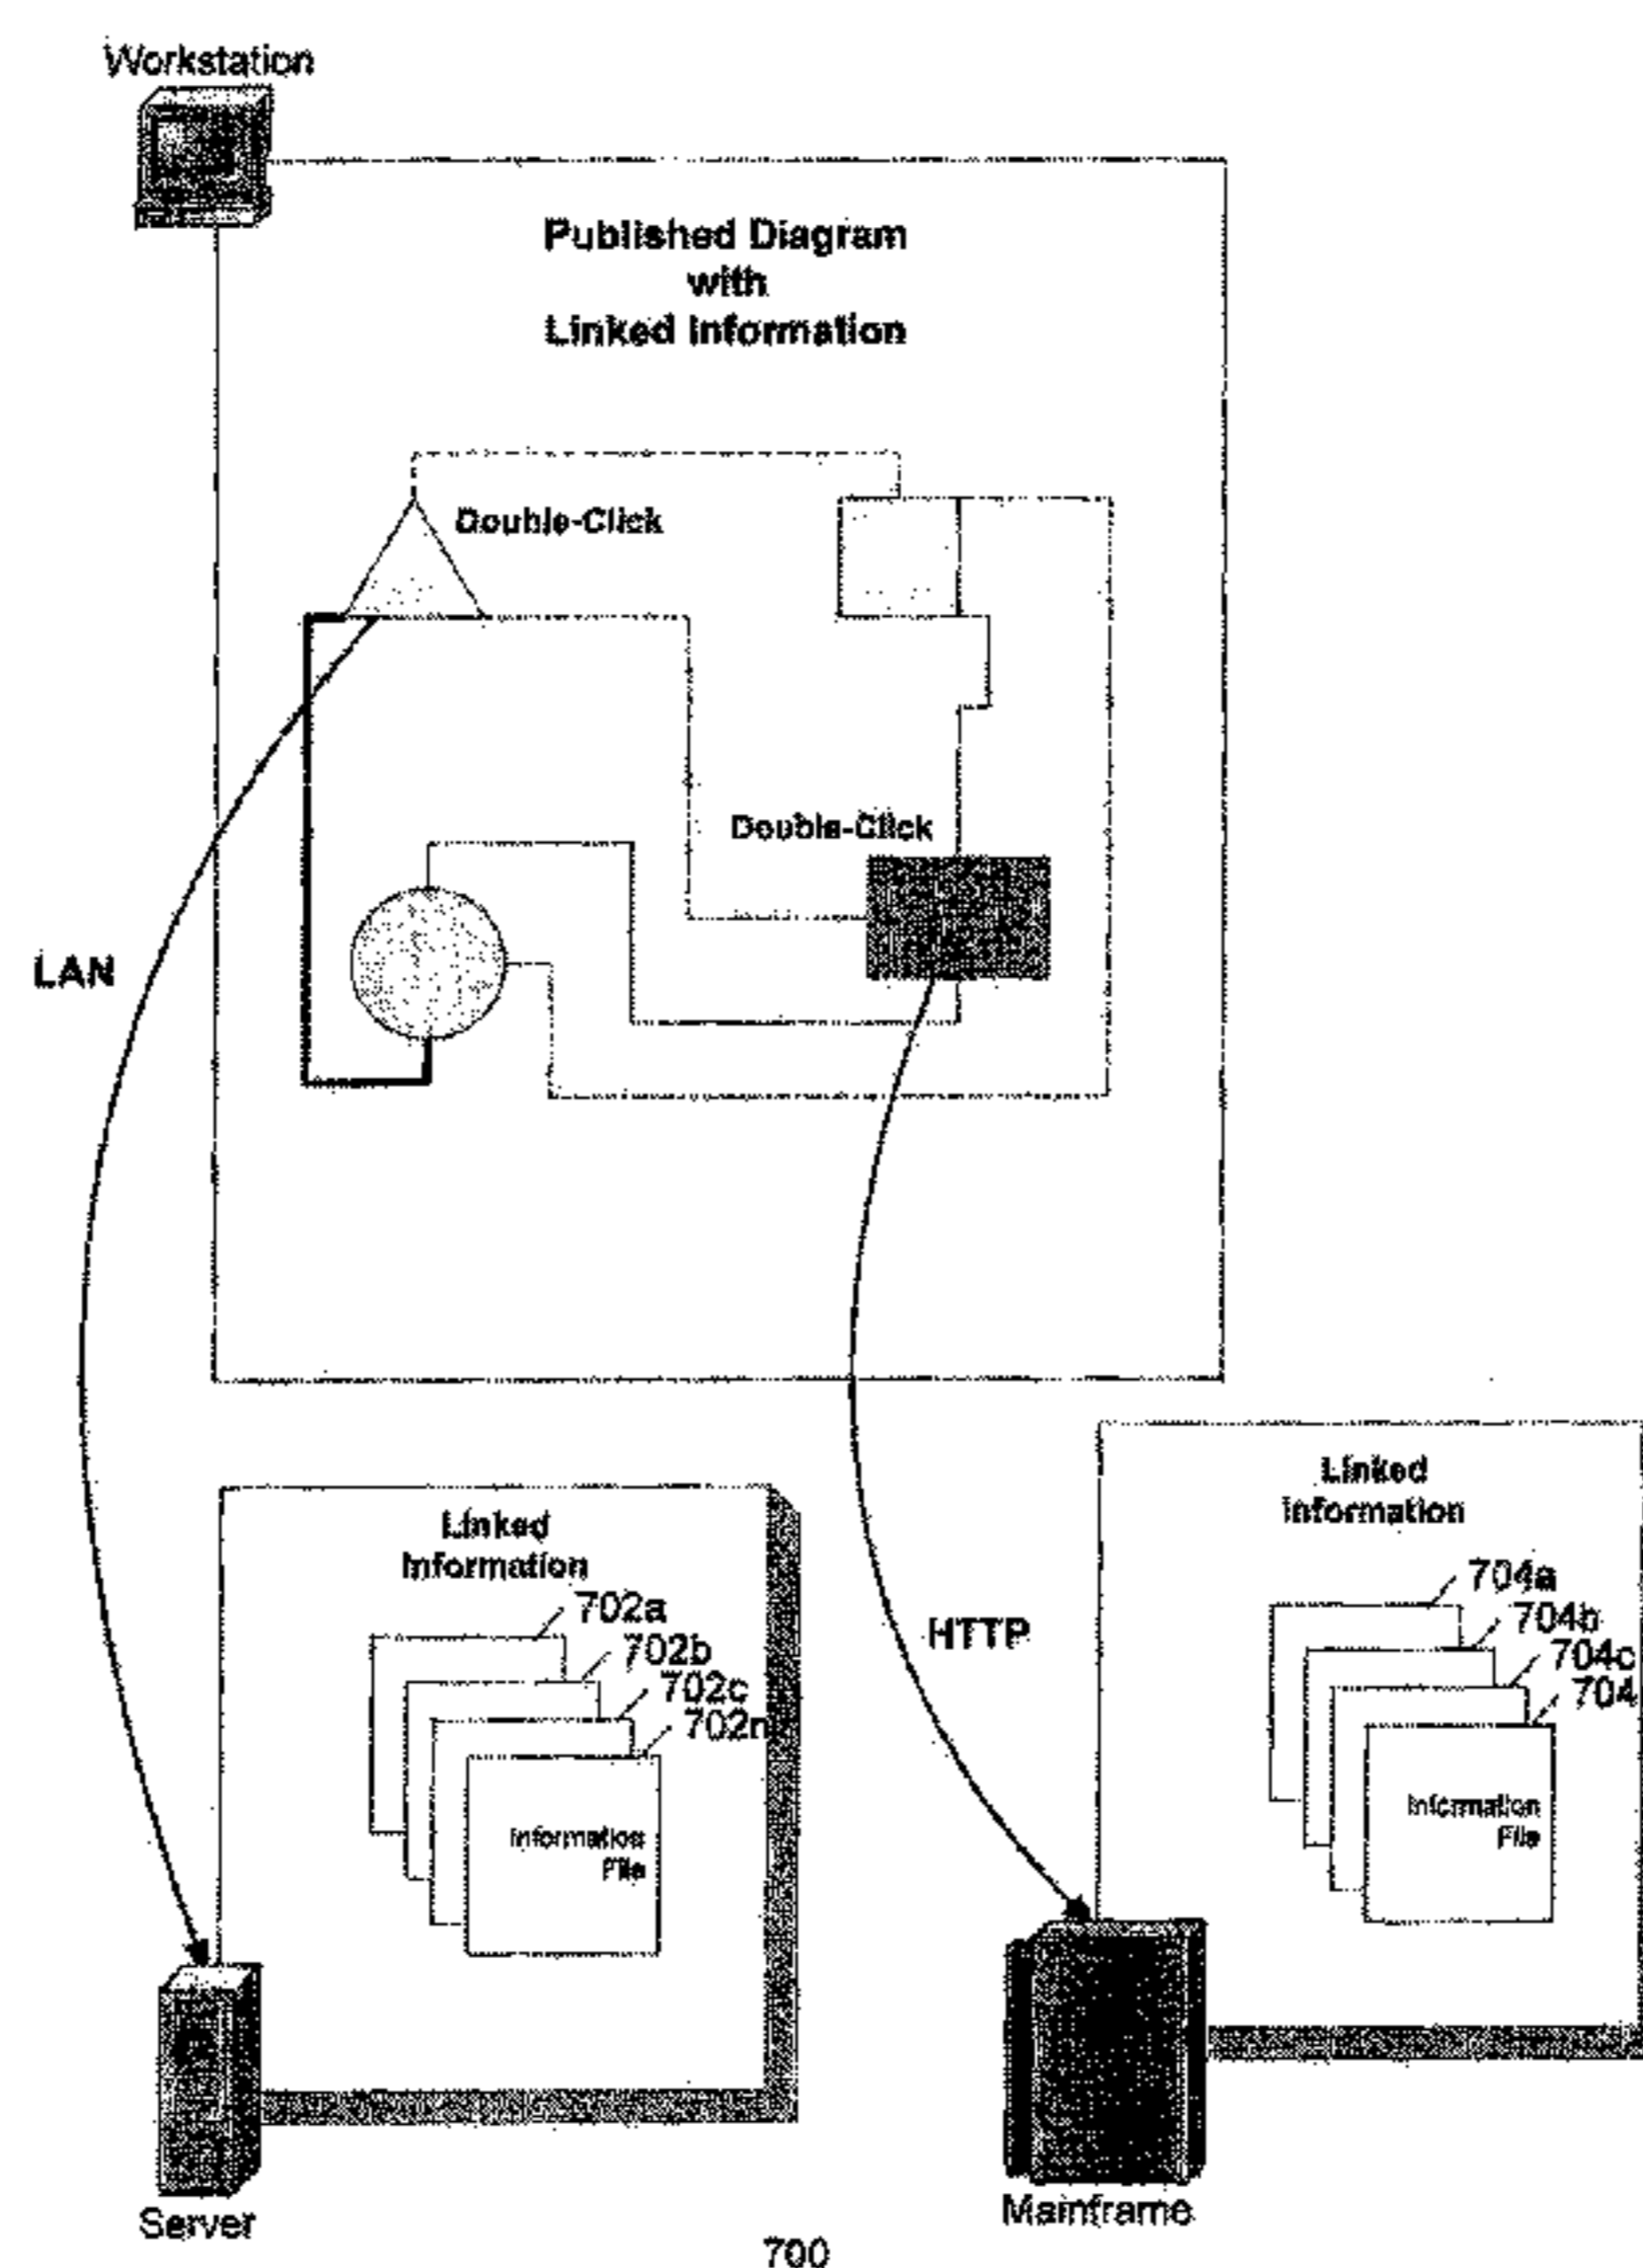 Workstation
Published Diagram
with
Linked Information
Double-Click
Double-Click
LAN
Linked
Information
704a
704b
704c
704
Information
File
Linked
Information
702a
702b
702c
702n
Information
File
HTTP
Server
Mainframe
700